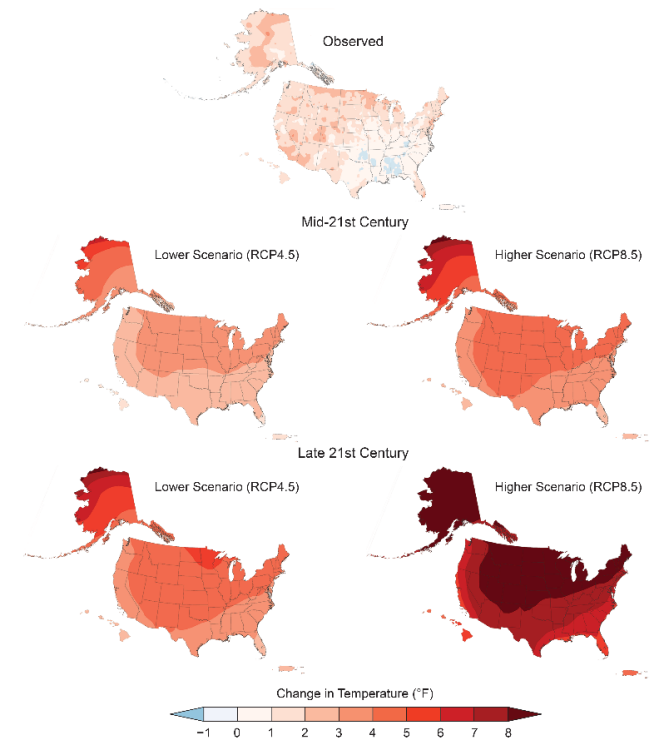 Observed
Mid-21st Century
Lower Scenario (RCP4.5)
Higher Scenario (RCP8.5)
Late 21st Century
Lower Scenario (RCP4.5)
Higher Scenario (RCP8.5)
Change in Temperature (°F)
−1 0 1 2 3 4 5 6 7 8